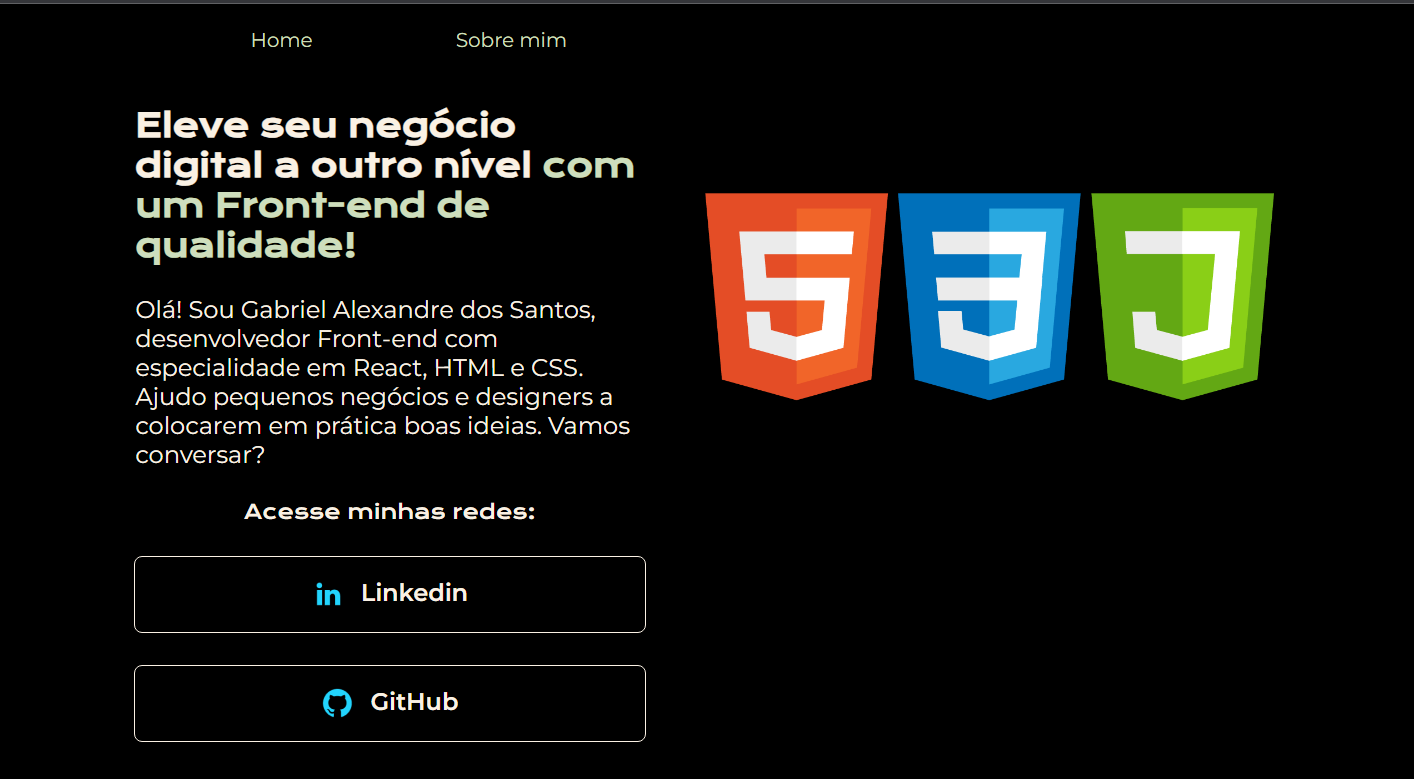 Home Sobre mim
Eleve seu negócio
digital a outro nível com
um Front-end de
qualidade!
Olá! Sou Gabriel Alexandre dos Santos,
desenvolvedor Front-end com
especialidade em React, HTML e CSS.
Ajudo pequenos negócios e designers a
colocarem em prática boas ideias. Vamos
conversar?
5 3 J
Acesse minhas redes:
in Linkedin
GitHub